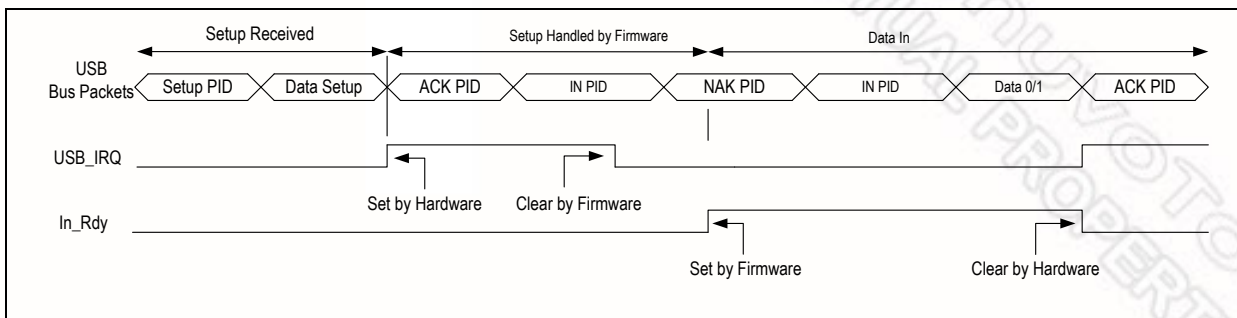 Setup Received Setup Handled by Firmware Data In
USB
Bus Packets Setup PID Data Setup ACK PID IN PID NAK PID IN PID Data 0/1 ACK PID
USB_IRQ
Set by Hardware Clear by Firmware
In_Rdy
Set by Firmware Clear by Hardware